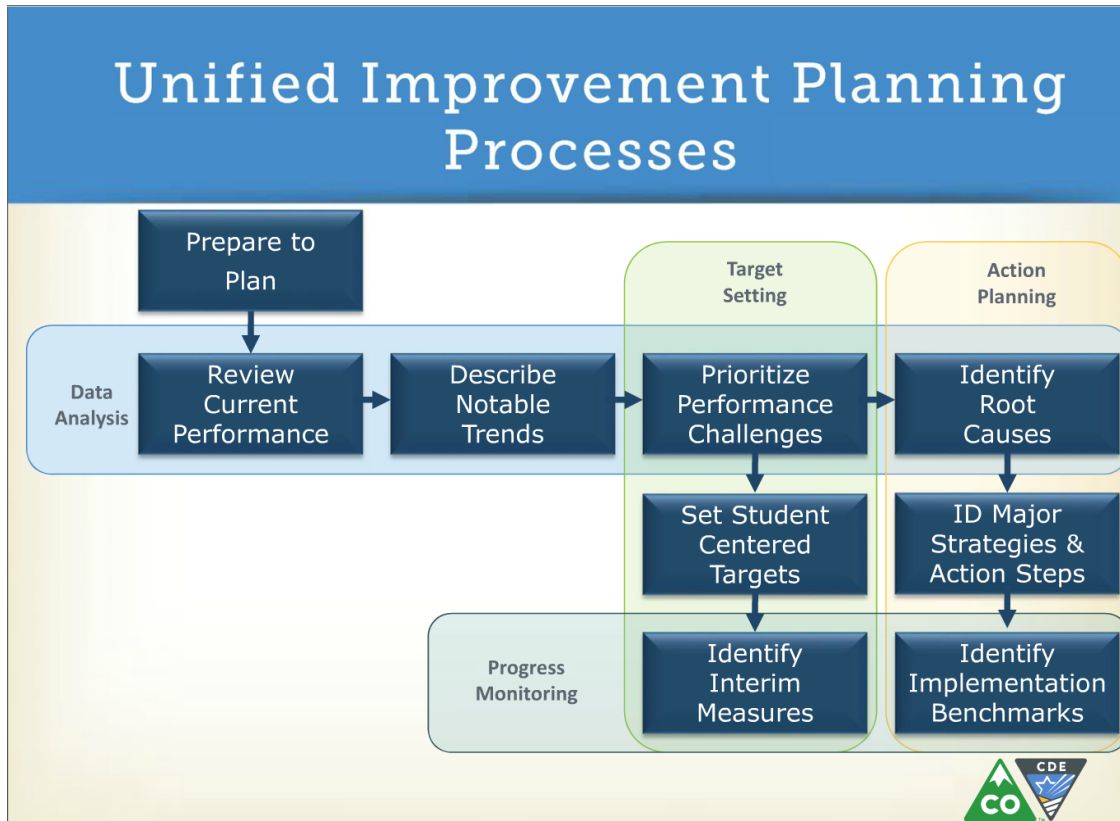 Unified Improvement Planning
Processes
Prepare to
Plan
Target
Setting
Action
Planning
Data
Analysis
Review
Current
Performance
Describe
Notable
Trends
Prioritize
Performance
Challenges
Identify
Root
Causes
Set Student
Centered
Targets
ID Major
Strategies &
Action Steps
Progress
Monitoring
Identify
Interim
Measures
Identify
Implementation
Benchmarks
CO
CDE